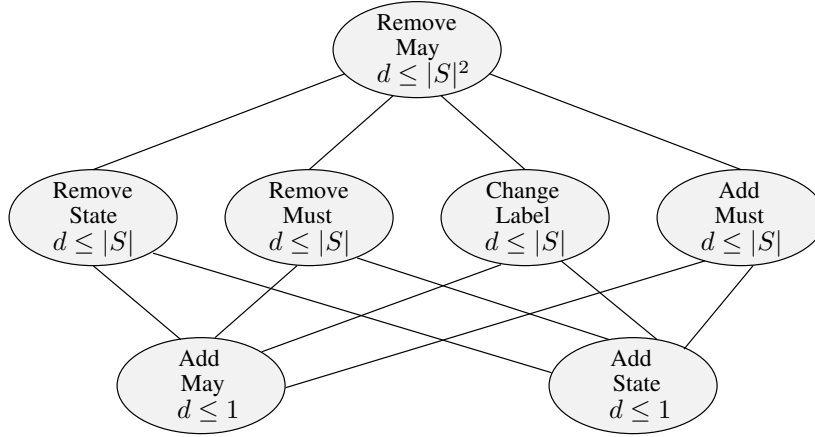 Remove
May
d ≤ |S|²
Remove
State
d ≤ |S|
Remove
Must
d ≤ |S|
Change
Label
d ≤ |S|
Add
Must
d ≤ |S|
Add
May
d ≤ 1
Add
State
d ≤ 1